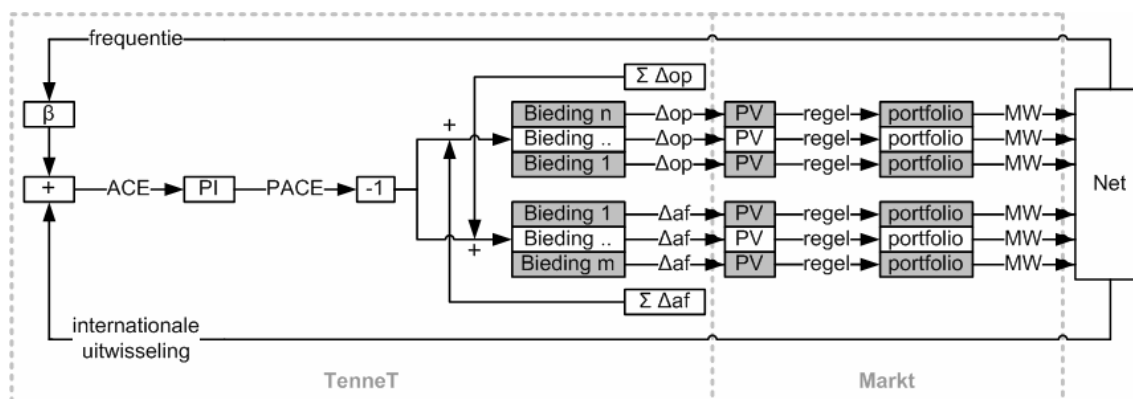 frequentie
Σ Δop
β
+
Bieding n Δop PV regel portfolio MW
Bieding .. Δop PV regel portfolio MW
Bieding 1 Δop PV regel portfolio MW
+ ACE PI PACE -1
Net
Bieding 1 Δaf PV regel portfolio MW
Bieding .. Δaf PV regel portfolio MW
+
Bieding m Δaf PV regel portfolio MW
Σ Δaf
internationale
uitwisseling
TenneT Markt